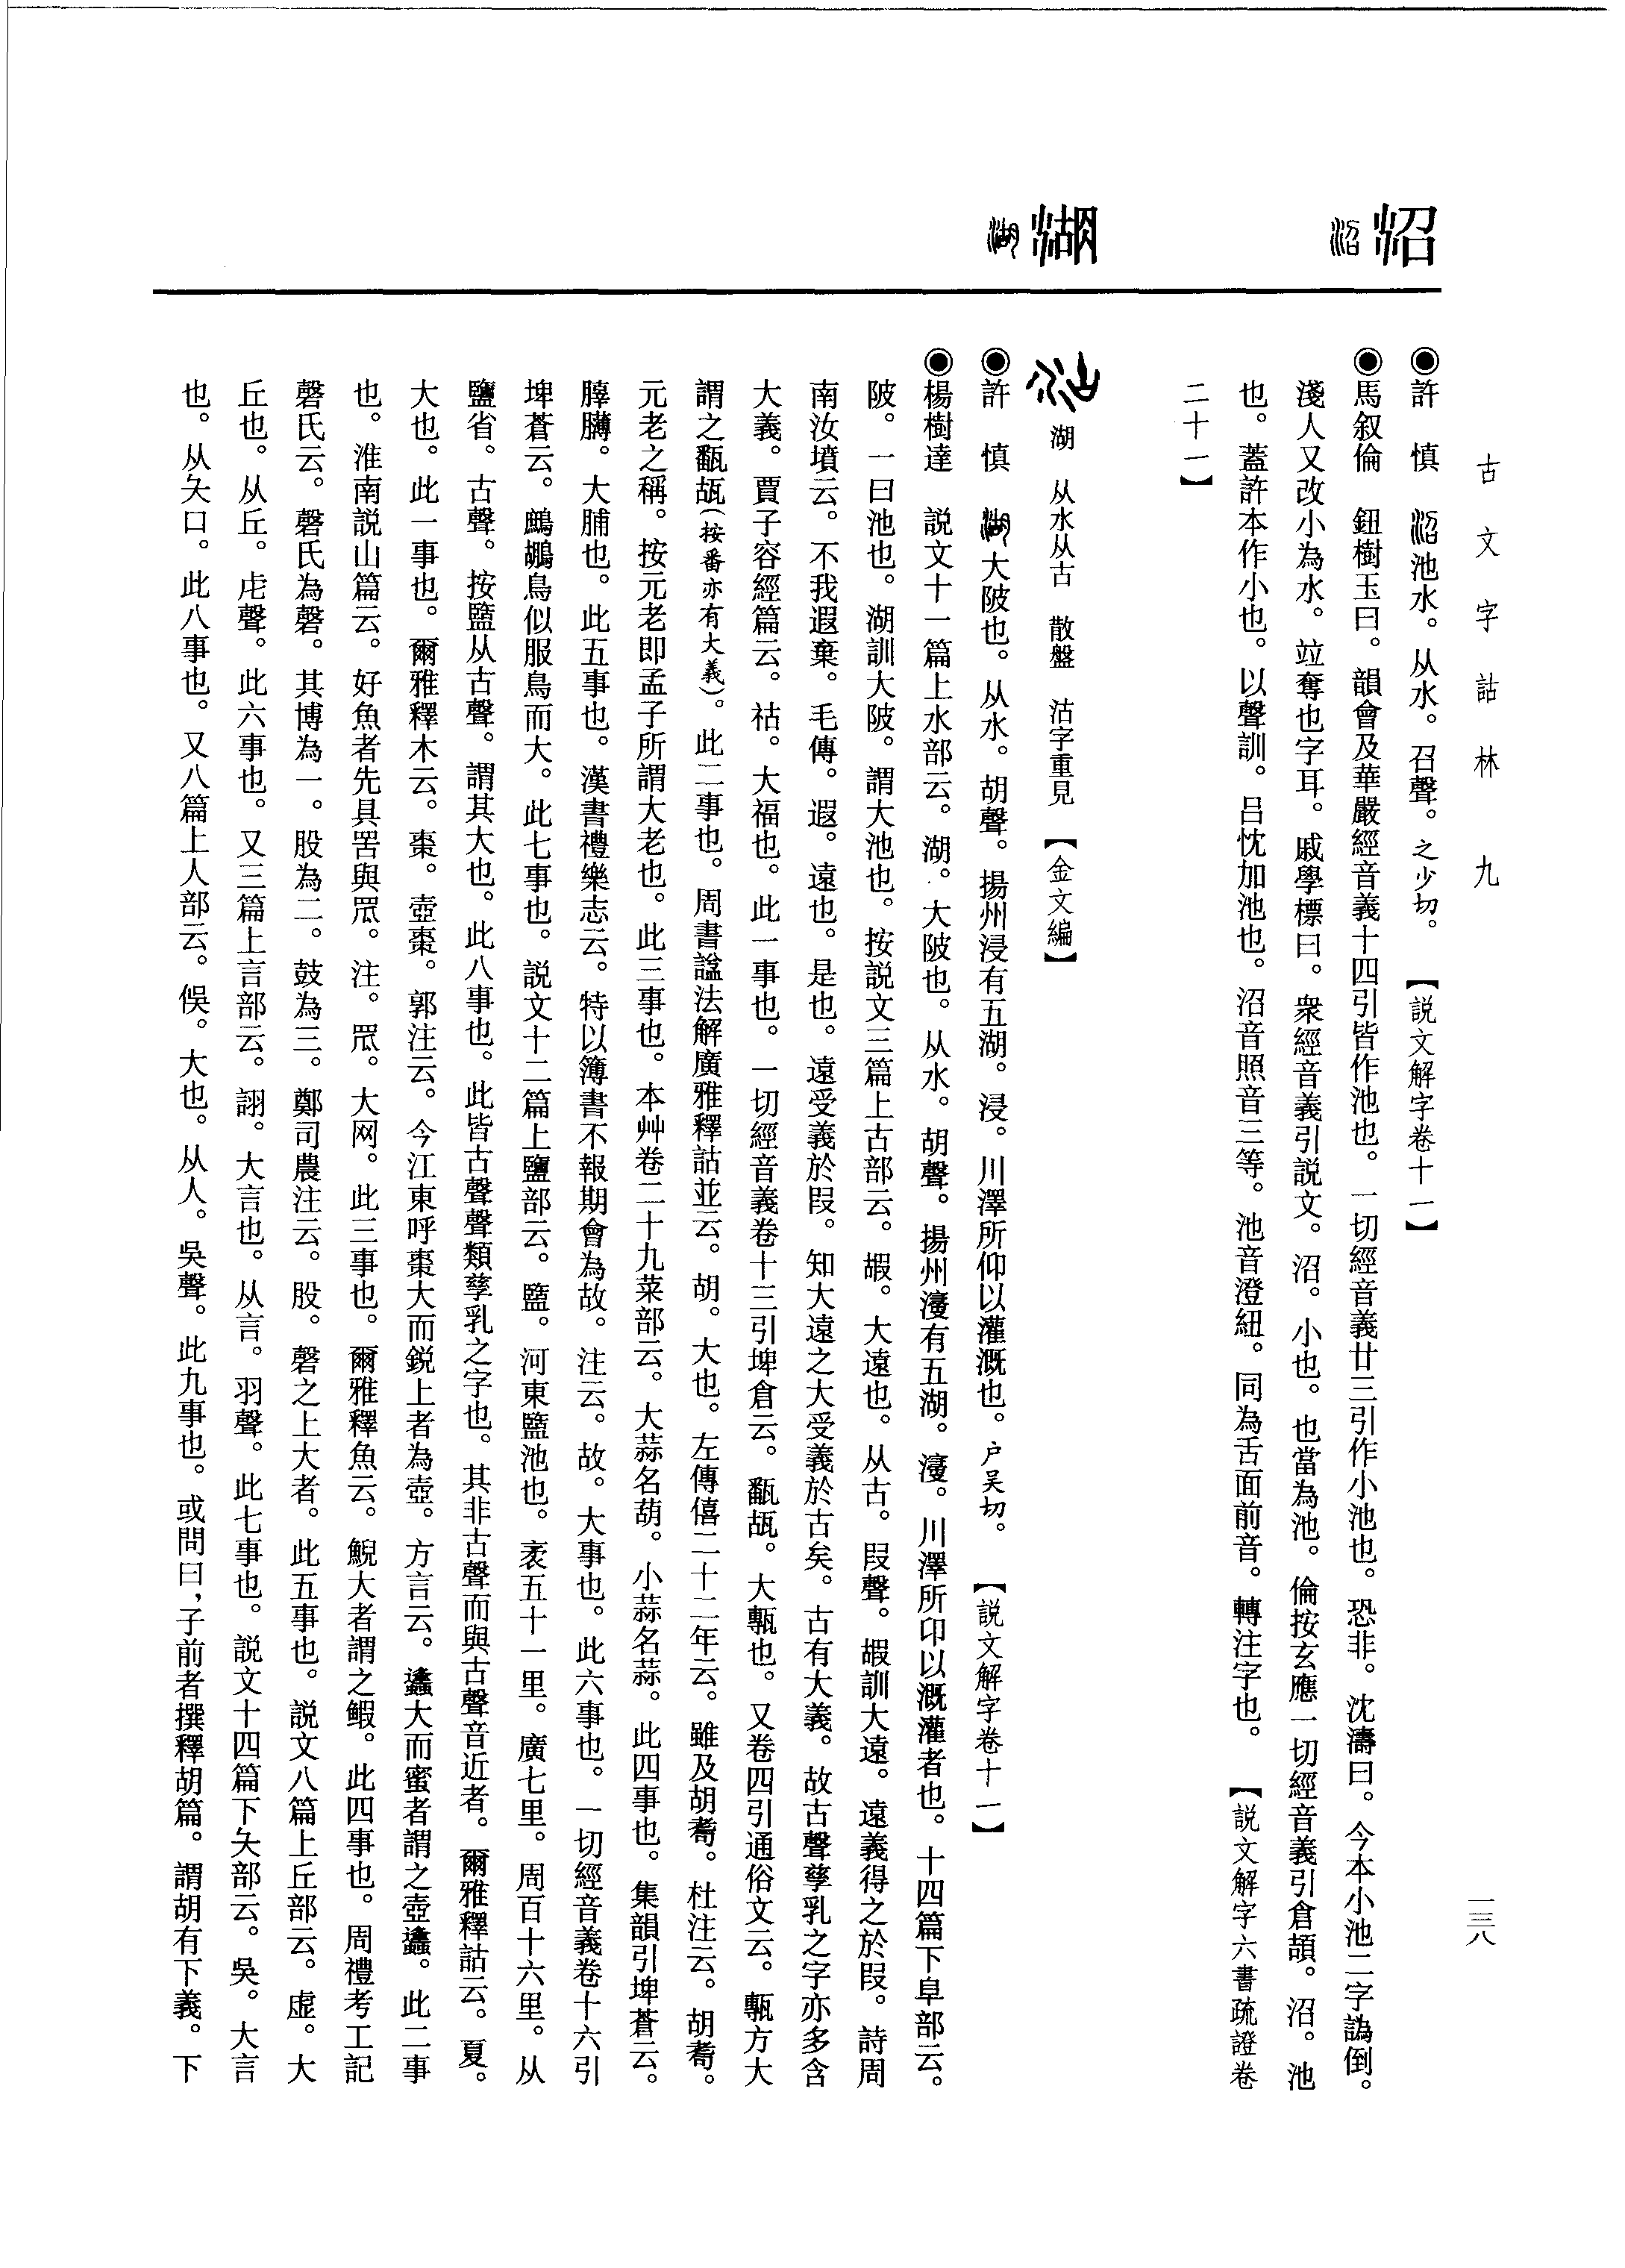 古文字詁林 九
一三八
沼
◉許 慎 池水。从水。召聲。之少切。【説文解字卷十一】
◉馬叙倫 鈕樹玉曰。韻會及華嚴經音義十四引皆作池也。一切經音義廿三引作小池也。恐非。沈濤曰。今本小池二字譌倒。
淺人又改小為水。竝奪也字耳。戚學標曰。衆經音義引説文。沼。小也。也當為池。倫按玄應一切經音義引倉頡。沼。池
也。蓋許本作小也。以聲訓。呂忱加池也。沼音照音三等。池音澄紐。同為舌面前音。轉注字也。【説文解字六書疏證卷
二十一】
湖
湖 从水从古 散盤 沽字重見 【金文編】
◉許 慎 大陂也。从水。胡聲。揚州浸有五湖。浸。川澤所仰以灌溉也。户吴切。【説文解字卷十一】
◉楊樹達 説文十一篇上水部云。湖。大陂也。从水。胡聲。揚州濅有五湖。濅。川澤所卬以溉灌者也。十四篇下阜部云。
陂。一曰池也。湖訓大陂。謂大池也。按説文三篇上古部云。嘏。大遠也。从古。叚聲。嘏訓大遠。遠義得之於叚。詩周
南汝墳云。不我遐棄。毛傳。遐。遠也。是也。遠受義於叚。知大遠之大受義於古矣。古有大義。故古聲孳乳之字亦多含
大義。賈子容經篇云。祜。大福也。此一事也。一切經音義卷十三引埤倉云。㼭瓳。大甎也。又卷四引通俗文云。甎方大
謂之㼭瓳（按番亦有大義）。此二事也。周書諡法解廣雅釋詁並云。胡。大也。左傳僖二十二年云。雖及胡耇。杜注云。胡耇。
元老之稱。按元老即孟子所謂大老也。此三事也。本艸卷二十九菜部云。大蒜名葫。小蒜名蒜。此四事也。集韻引埤蒼云。
膞。大脯也。此五事也。漢書禮樂志云。特以簿書不報期會為故。注云。故。大事也。此六事也。一切經音義卷十六引
埤蒼云。鶘鳥似服鳥而大。此七事也。説文十二篇上鹽部云。盬。河東盬池也。袤五十一里。廣七里。周百十六里。从
鹽省。古聲。按盬从古聲。謂其大也。此八事也。此皆古聲聲類孳乳之字也。其非古聲而與古聲音近者。爾雅釋詁云。夏。
大也。此一事也。爾雅釋木云。棗。壺棗。郭注云。今江東呼棗大而鋭上者為壺。方言云。蠭大而蜜者謂之壺蠭。此二事
也。淮南説山篇云。好魚者先具罟與罛。注。罛。大网。此三事也。爾雅釋魚云。鯢大者謂之鰕。此四事也。周禮考工記
磬氏云。磬氏為磬。其博為一。股為二。鼓為三。鄭司農注云。股。磬之上大者。此五事也。説文八篇上丘部云。虛。大
丘也。从丘。虍聲。此六事也。又三篇上言部云。詡。大言也。从言。羽聲。此七事也。説文十四篇下夨部云。吳。大言
也。从夨口。此八事也。又八篇上人部云。俁。大也。从人。吳聲。此九事也。或問曰，子前者撰釋胡篇。謂胡有下義。下